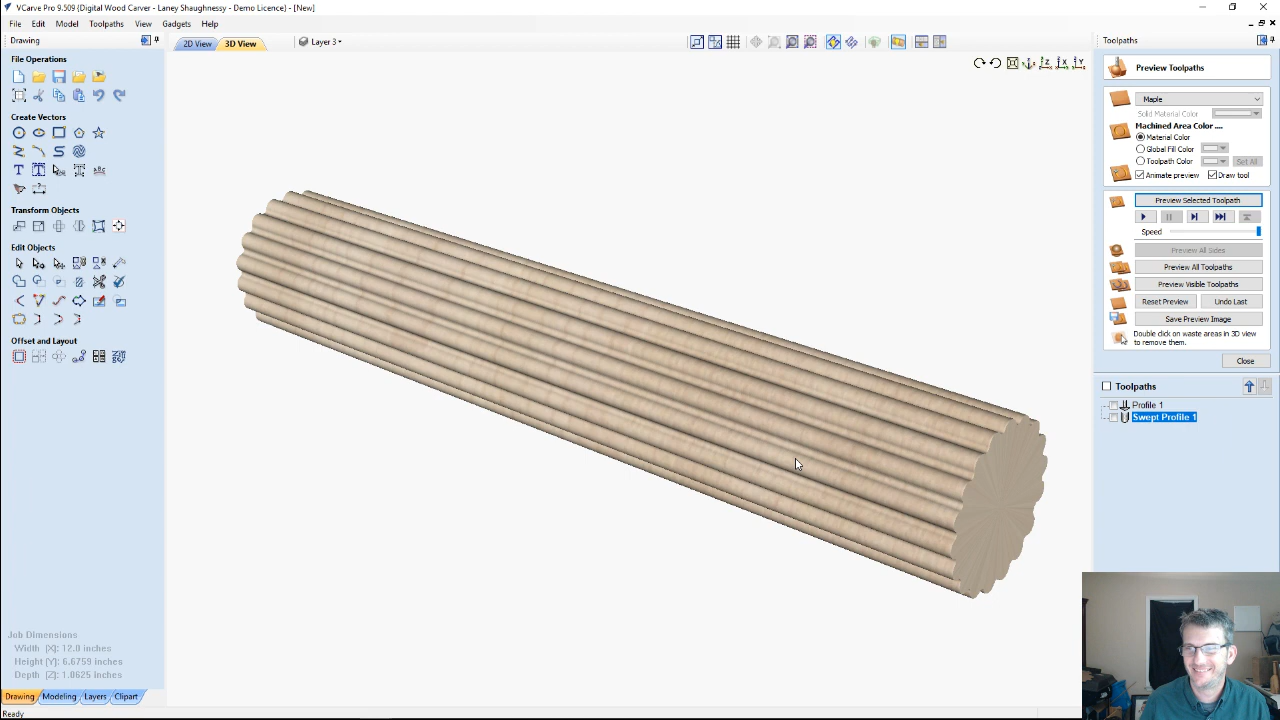 VCarve Pro 9.509 {Digital Wood Carver - Laney Shaughnessy - Demo Licence} - [New]
File Edit Model Toolpaths View Gadgets Help
Drawing
2D View 3D View Layer 3
Toolpaths
File Operations
Create Vectors
Transform Objects
Edit Objects
Offset and Layout
Job Dimensions
Width [X]: 12.0 inches
Height [Y]: 6.6759 inches
Depth [Z]: 1.0625 inches
Drawing Modeling Layers Clipart
Ready
Preview Toolpaths
Maple
Solid Material Color
Machined Area Color ....
Material Color
Global Fill Color
Toolpath Color Set All
Animate preview Draw tool
Preview Selected Toolpath
Speed
Preview All Sides
Preview All Toolpaths
Preview Visible Toolpaths
Reset Preview Undo Last
Save Preview Image
Double click on waste areas in 3D view
to remove them.
Close
Toolpaths
Profile 1
Swept Profile 1